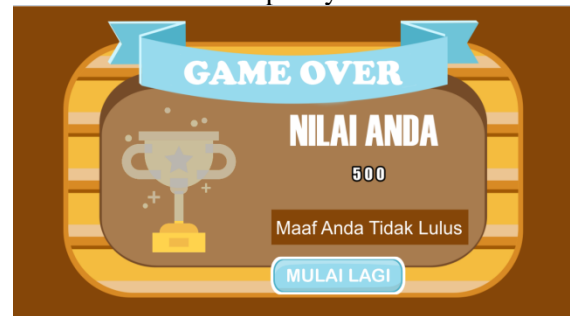 GAME OVER
NILAI ANDA
500
Maaf Anda Tidak Lulus
MULAI LAGI